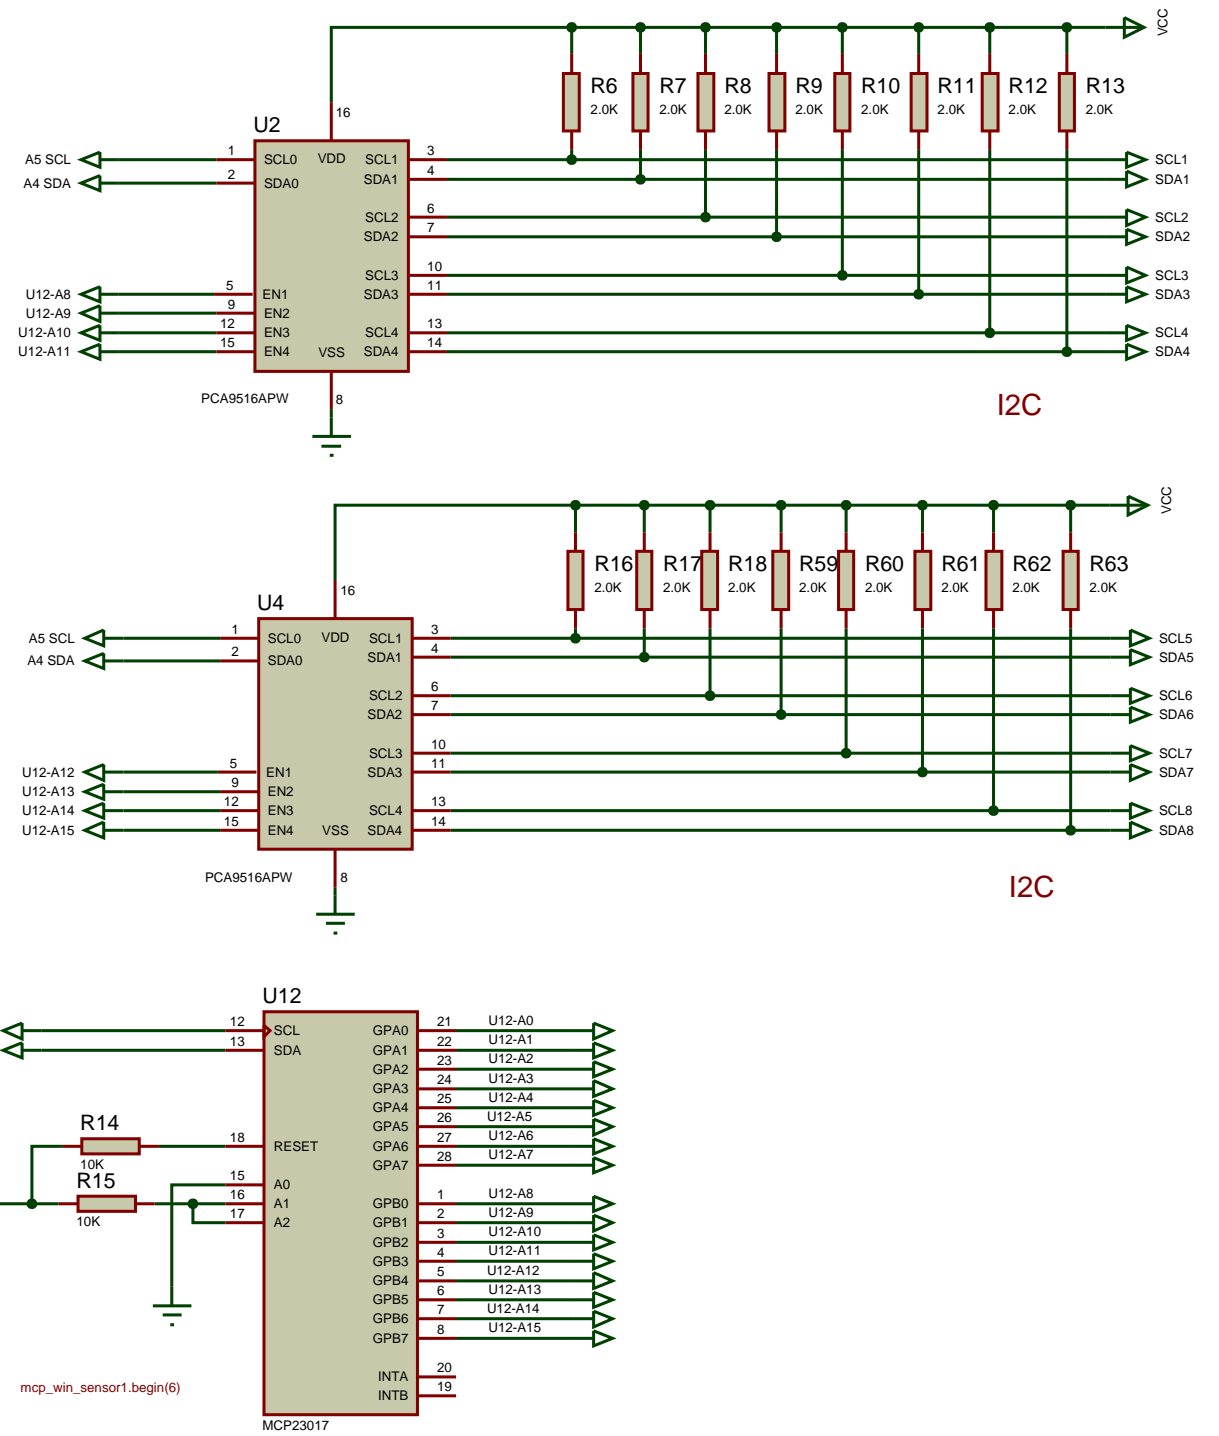 VCC
R6 R7 R8 R9 R10 R11 R12 R13
2.0K 2.0K 2.0K 2.0K 2.0K 2.0K 2.0K 2.0K
16
U2
A5 SCL 1 SCL0 VDD SCL1 3 SCL1
A4 SDA 2 SDA0 SDA1 4 SDA1
SCL2 6 SCL2
SDA2 7 SDA2
SCL3 10 SCL3
U12-A8 5 EN1 SDA3 11 SDA3
U12-A9 9 EN2
U12-A10 12 EN3 SCL4 13 SCL4
U12-A11 15 EN4 VSS SDA4 14 SDA4
PCA9516APW 8
I2C
VCC
R16 R17 R18 R59 R60 R61 R62 R63
2.0K 2.0K 2.0K 2.0K 2.0K 2.0K 2.0K 2.0K
16
U4
A5 SCL 1 SCL0 VDD SCL1 3 SCL5
A4 SDA 2 SDA0 SDA1 4 SDA5
SCL2 6 SCL6
SDA2 7 SDA6
SCL3 10 SCL7
U12-A12 5 EN1 SDA3 11 SDA7
U12-A13 9 EN2
U12-A14 12 EN3 SCL4 13 SCL8
U12-A15 15 EN4 VSS SDA4 14 SDA8
PCA9516APW 8
I2C
U12
12 SCL GPA0 21 U12-A0
13 SDA GPA1 22 U12-A1
GPA2 23 U12-A2
GPA3 24 U12-A3
GPA4 25 U12-A4
R14 GPA5 26 U12-A5
18 RESET GPA6 27 U12-A6
10K GPA7 28 U12-A7
R15 15 A0
16 A1 GPB0 1 U12-A8
10K 17 A2 GPB1 2 U12-A9
GPB2 3 U12-A10
GPB3 4 U12-A11
GPB4 5 U12-A12
GPB5 6 U12-A13
GPB6 7 U12-A14
GPB7 8 U12-A15
INTA 20
mcp_win_sensor1.begin(6) INTB 19
MCP23017